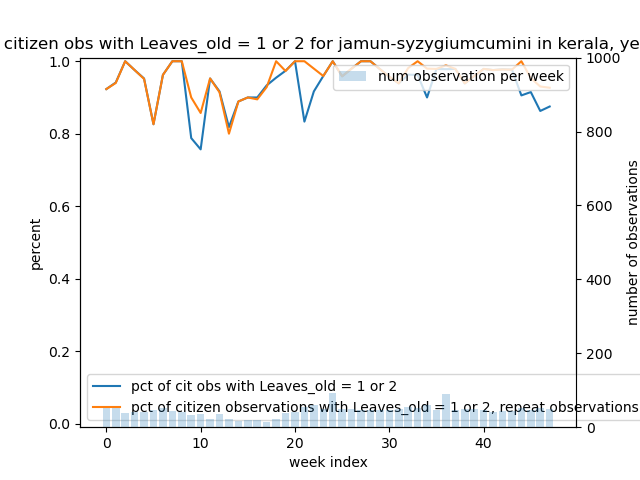 citizen obs with Leaves_old = 1 or 2 for jamun-syzygiumcumini in kerala, ye
1.0
0.8
0.6
0.4
0.2
0.0
percent
1000
800
600
400
200
0
number of observations
num observation per week
pct of cit obs with Leaves_old = 1 or 2
pct of citizen observations with Leaves_old = 1 or 2, repeat observations
0 10 20 30 40
week index